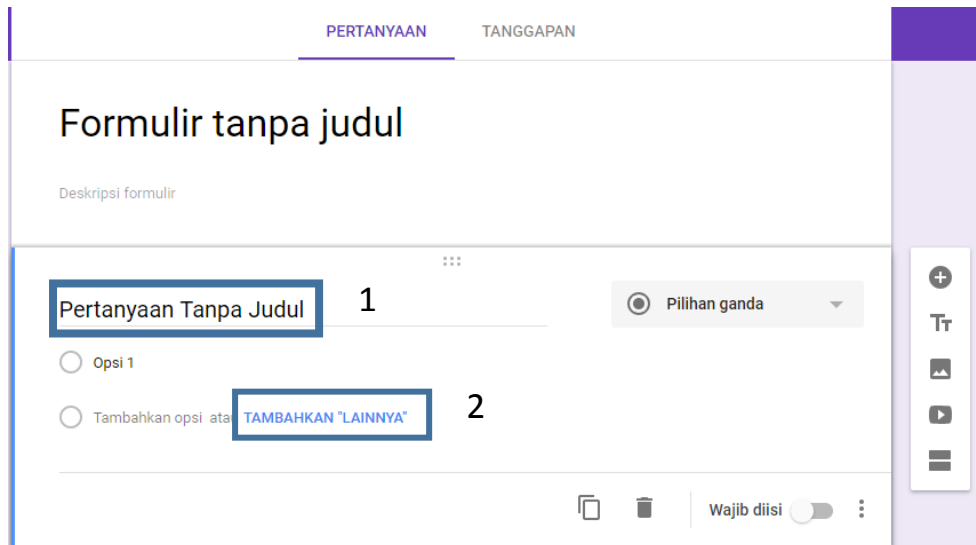 PERTANYAAN TANGGAPAN
Formulir tanpa judul
Deskripsi formulir
Pertanyaan Tanpa Judul 1 Pilihan ganda
Opsi 1
Tambahkan opsi ata TAMBAHKAN "LAINNYA" 2
Wajib diisi